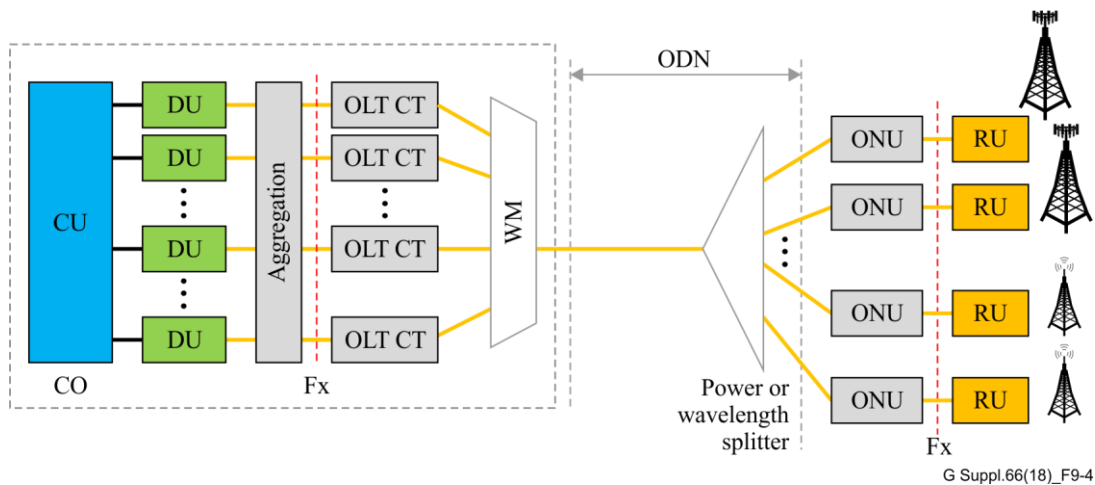 ODN
DU
OLT CT
ONU
RU
DU
OLT CT
CU
Aggregation
WM
ONU
RU
DU
OLT CT
ONU
RU
DU
OLT CT
CO
Fx
Power or
wavelength
splitter
ONU
RU
Fx
G Suppl.66(18)_F9-4